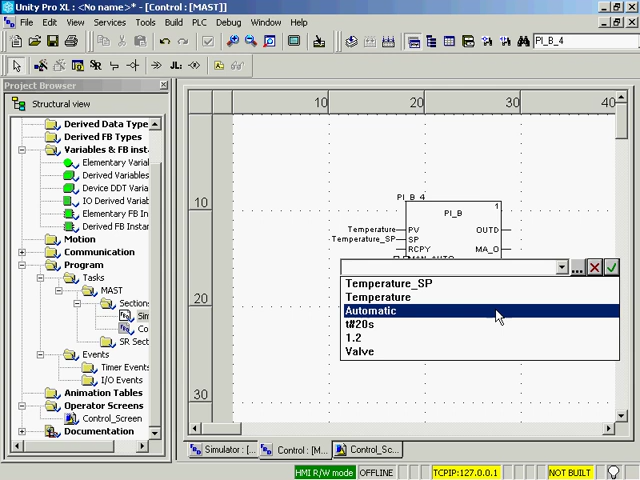 Unity Pro XL : <No name>* - [Control : [MAST]]
File Edit View Services Tools Build PLC Debug Window Help
PI_B_4
Project Browser
Structural view
Derived Data Type
Derived FB Types
Variables & FB inst
Elementary Variab
Derived Variables
Device DDT Varia
IO Derived Variab
Elementary FB In
Derived FB Instan
Motion
Communication
Program
Tasks
MAST
Sections
Sim
Co
SR Sect
Events
Timer Events
I/O Events
Animation Tables
Operator Screens
Control_Screen
Documentation
10 20 30 40
10
20
30
PI_B_4
1
PI_B
Temperature PV OUTD
Temperature_SP SP
RCPY MA_O
MAN_AUTO
Temperature_SP
Temperature
Automatic
t#20s
1.2
Valve
Simulator : [... Control : [M... Control_Sc...
HMI R/W mode OFFLINE TCPIP:127.0.0.1 NOT BUILT